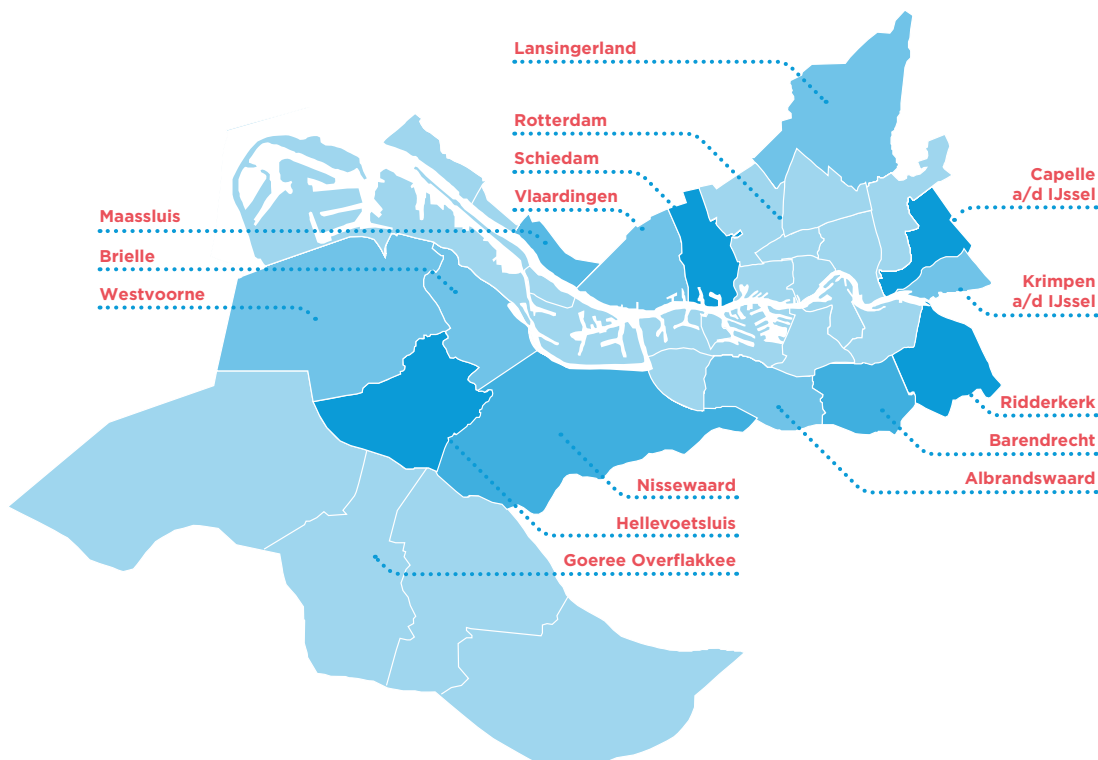 Lansingerland
Rotterdam
Schiedam
Vlaardingen
Capelle
a/d IJssel
Maassluis
Brielle
Westvoorne
Krimpen
a/d IJssel
Ridderkerk
Barendrecht
Albrandswaard
Nissewaard
Hellevoetsluis
Goeree Overflakkee